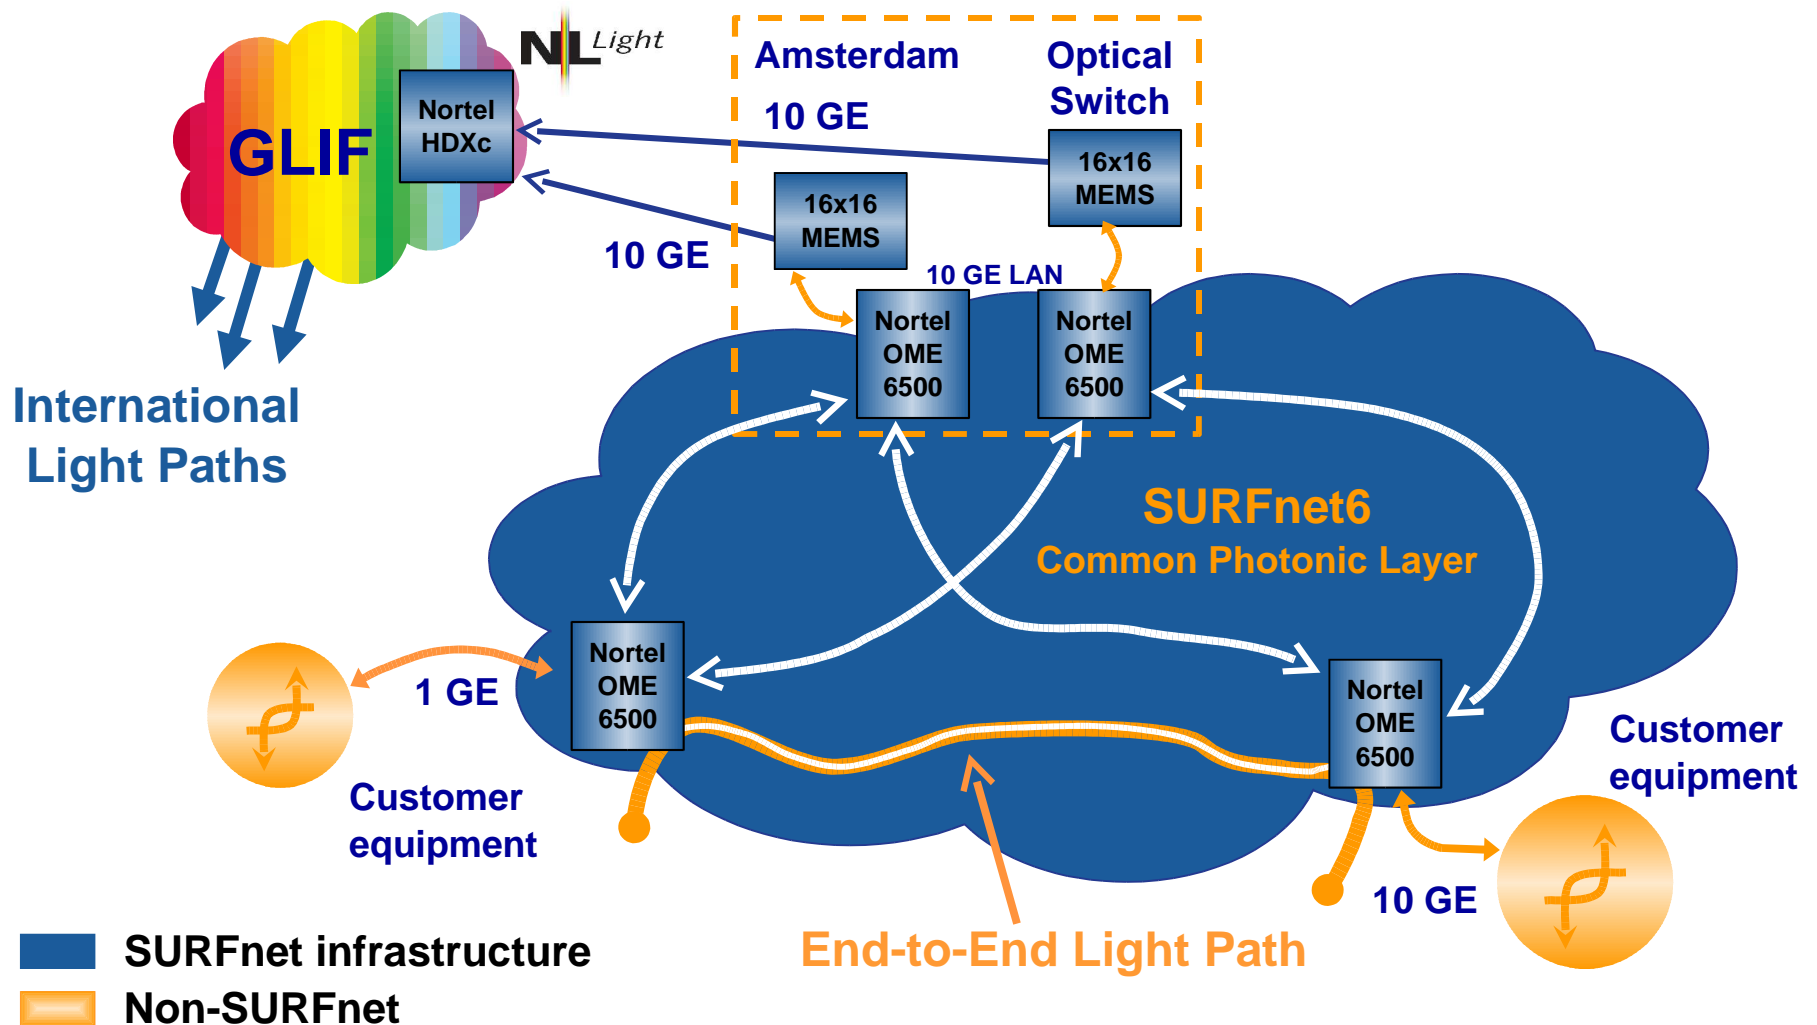 NL Light
Amsterdam
Optical
Switch
10 GE
Nortel
HDXc
GLIF
16x16
MEMS
16x16
MEMS
10 GE
10 GE LAN
Nortel
OME
6500
Nortel
OME
6500
International
Light Paths
SURFnet6
Common Photonic Layer
Nortel
OME
6500
1 GE
Nortel
OME
6500
Customer
equipment
Customer
equipment
10 GE
End-to-End Light Path
SURFnet infrastructure
Non-SURFnet